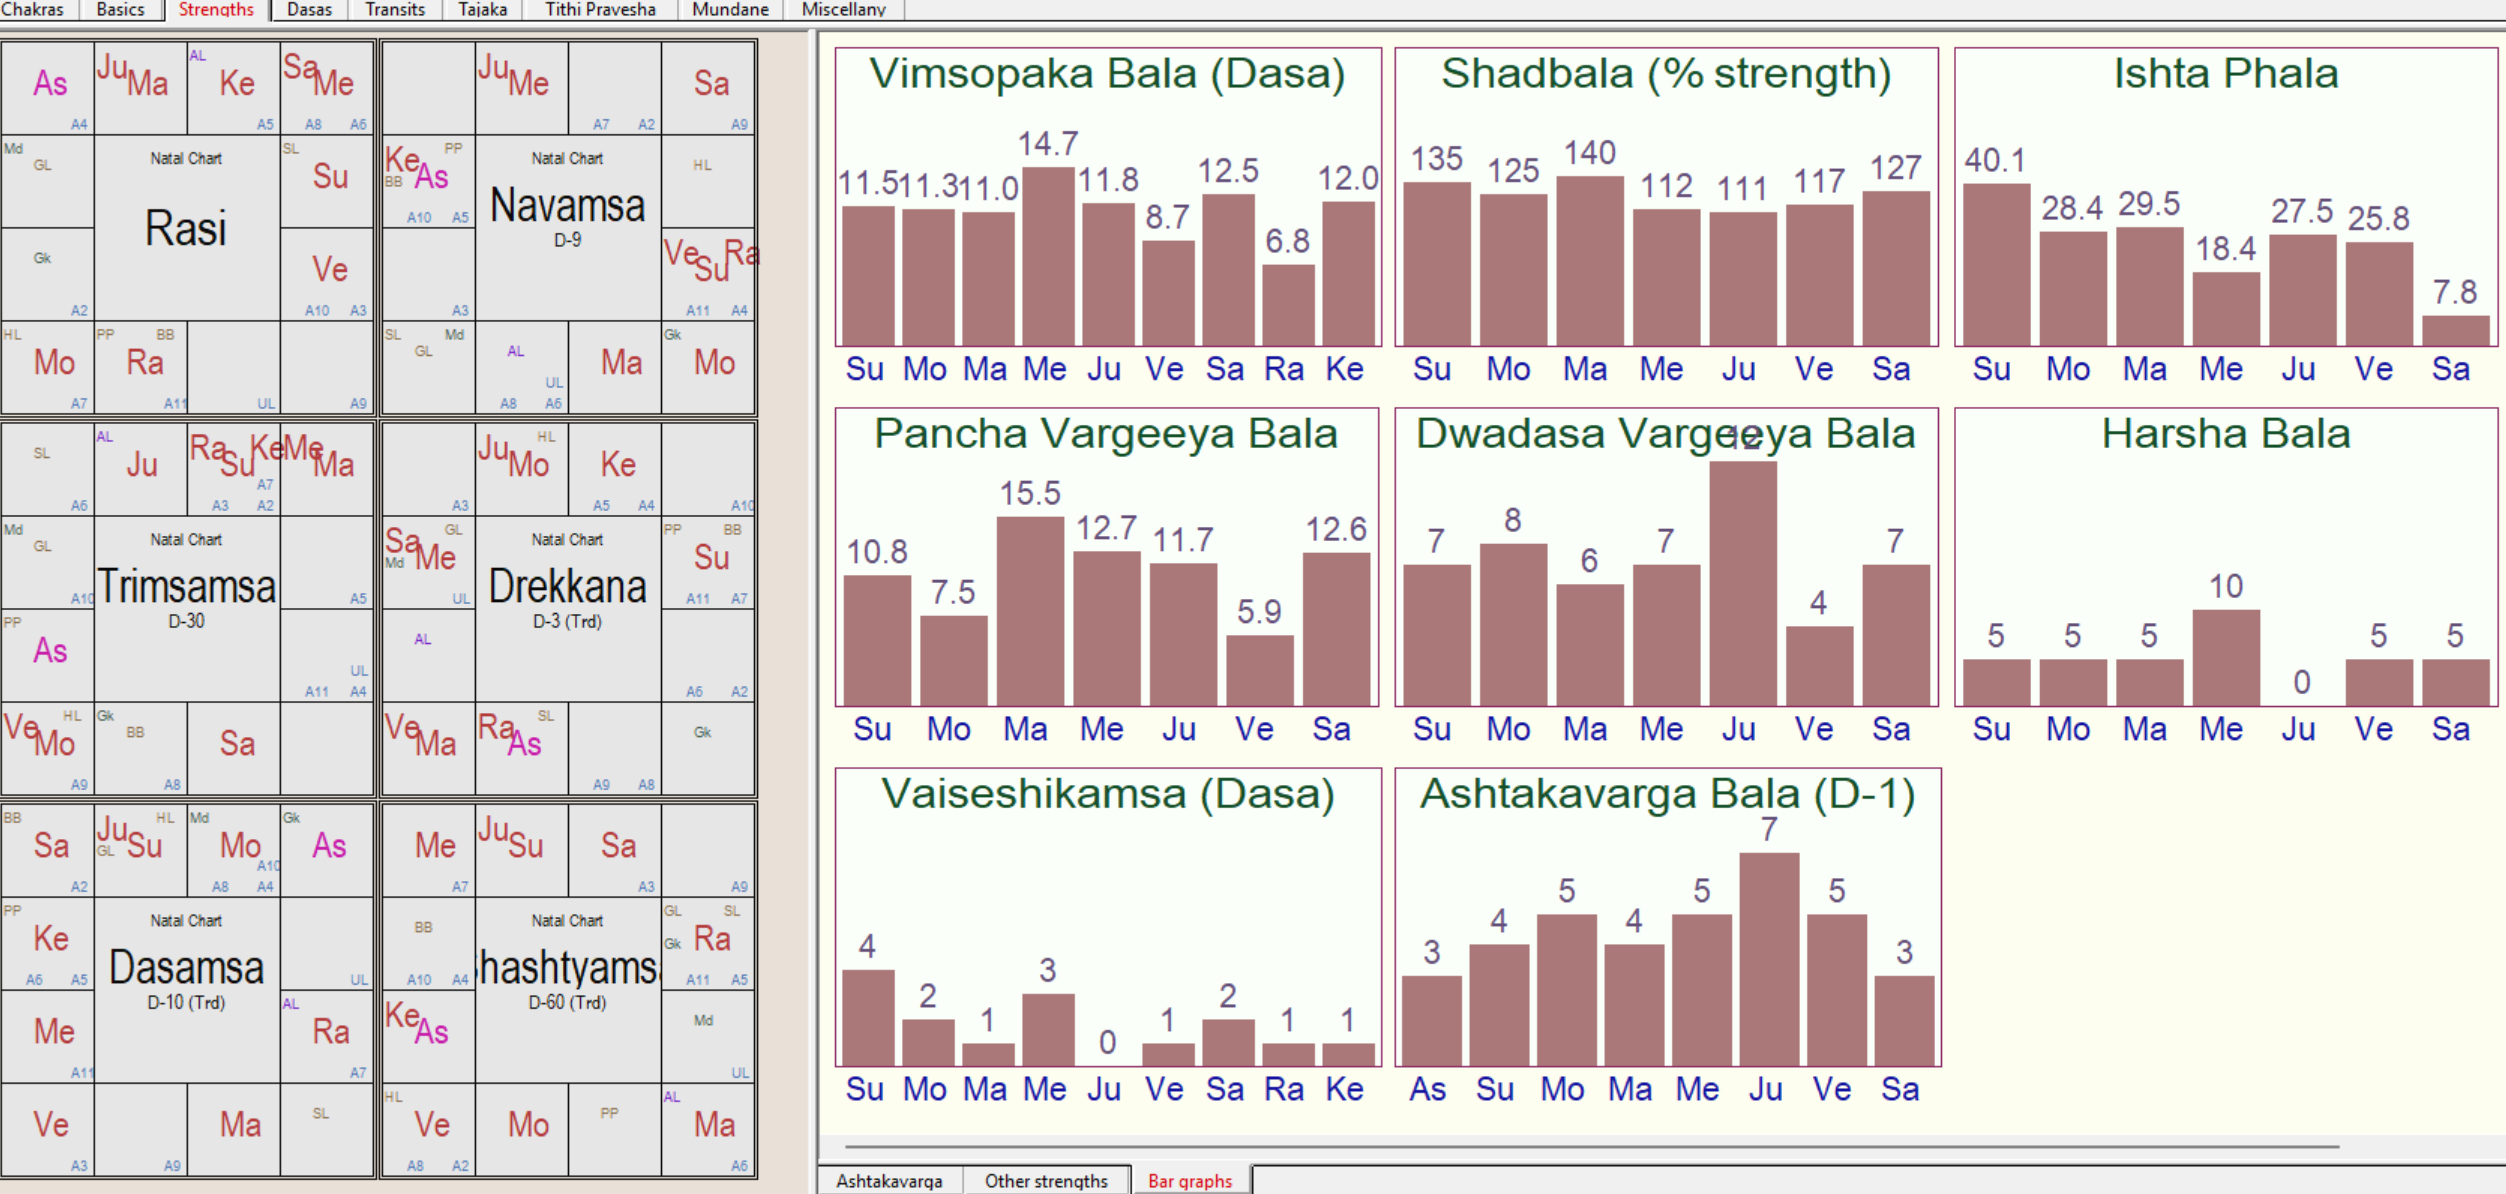 Chakras Basics Strengths Dasas Transits Tajaka Tithi Pravesha Mundane Miscellany
As A4
Ju Ma
AL Ke A5
Sa Me A8 A6
Md GL
SL Su
Gk A2
Ve A10 A3
HL Mo A7
PP BB Ra A11
UL
A9
Natal Chart
Rasi
Ju Me
A7 A2
Sa A9
Ke PP BB As A10 A5
HL
A3
Ve Su Ra A11 A4
SL GL Md
AL UL A8 A6
Ma
Gk Mo
Natal Chart
Navamsa
D-9
SL A6
AL Ju
Ra Su Ke A7 A3 A2
Me Ma
Md GL A10
A5
PP As
UL A11 A4
Ve HL Mo A9
Gk BB A8
Sa
Natal Chart
Trimsamsa
D-30
A3
Ju HL Mo
Ke A5 A4
A10
Sa GL Md Me UL
PP BB Su A11 A7
AL
A6 A2
Ve Ma
Ra SL As
A9 A8
Gk
Natal Chart
Drekkana
D-3 (Trd)
BB Sa A2
Ju HL GL Su
Md Mo A10 A8 A4
Gk As
PP Ke A6 A5
UL
Me A11
AL Ra A7
Ve A3
A9
Ma
SL
Natal Chart
Dasamsa
D-10 (Trd)
Me A7
Ju Su
Sa A3
A9
BB A10 A4
GL SL Gk Ra A11 A5
Ke As
Md UL
HL Ve A8 A2
Mo
PP
AL Ma A6
Natal Chart
hashtyams
D-60 (Trd)
Vimsopaka Bala (Dasa)
11.5 11.3 11.0 14.7 11.8 8.7 12.5 6.8 12.0
Su Mo Ma Me Ju Ve Sa Ra Ke
Shadbala (% strength)
135 125 140 112 111 117 127
Su Mo Ma Me Ju Ve Sa
Ishta Phala
40.1 28.4 29.5 18.4 27.5 25.8 7.8
Su Mo Ma Me Ju Ve Sa
Pancha Vargeeya Bala
10.8 7.5 15.5 12.7 11.7 5.9 12.6
Su Mo Ma Me Ju Ve Sa
Dwadasa Vargeeya Bala
7 8 6 7 12 4 7
Su Mo Ma Me Ju Ve Sa
Harsha Bala
5 5 5 10 0 5 5
Su Mo Ma Me Ju Ve Sa
Vaiseshikamsa (Dasa)
4 2 1 3 0 1 2 1 1
Su Mo Ma Me Ju Ve Sa Ra Ke
Ashtakavarga Bala (D-1)
3 4 5 4 5 7 5 3
As Su Mo Ma Me Ju Ve Sa
Ashtakavarga Other strengths Bar graphs